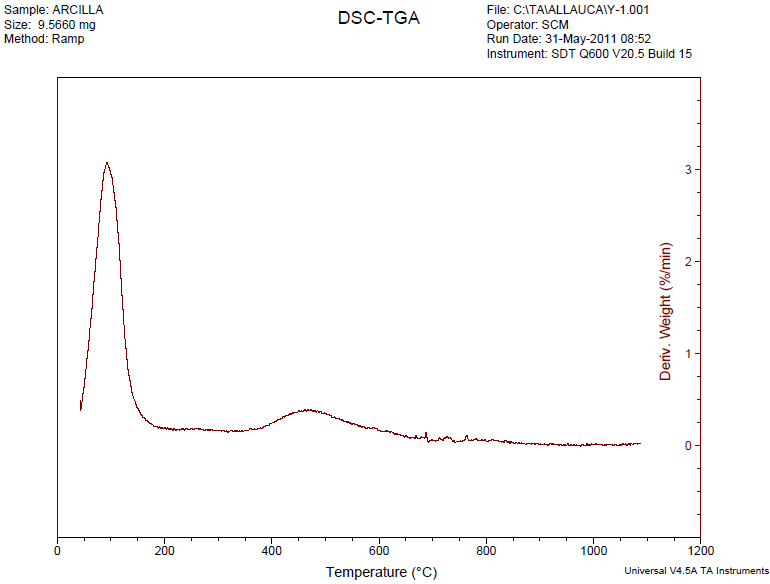 Sample: ARCILLA
Size:  9.5660 mg
Method: Ramp
DSC-TGA
File: C:\TA\ALLAUCA\Y-1.001
Operator: SCM
Run Date: 31-May-2011 08:52
Instrument: SDT Q600 V20.5 Build 15
3
2
1
0
Deriv. Weight (%/min)
0 200 400 600 800 1000 1200
Temperature (°C)
Universal V4.5A TA Instruments